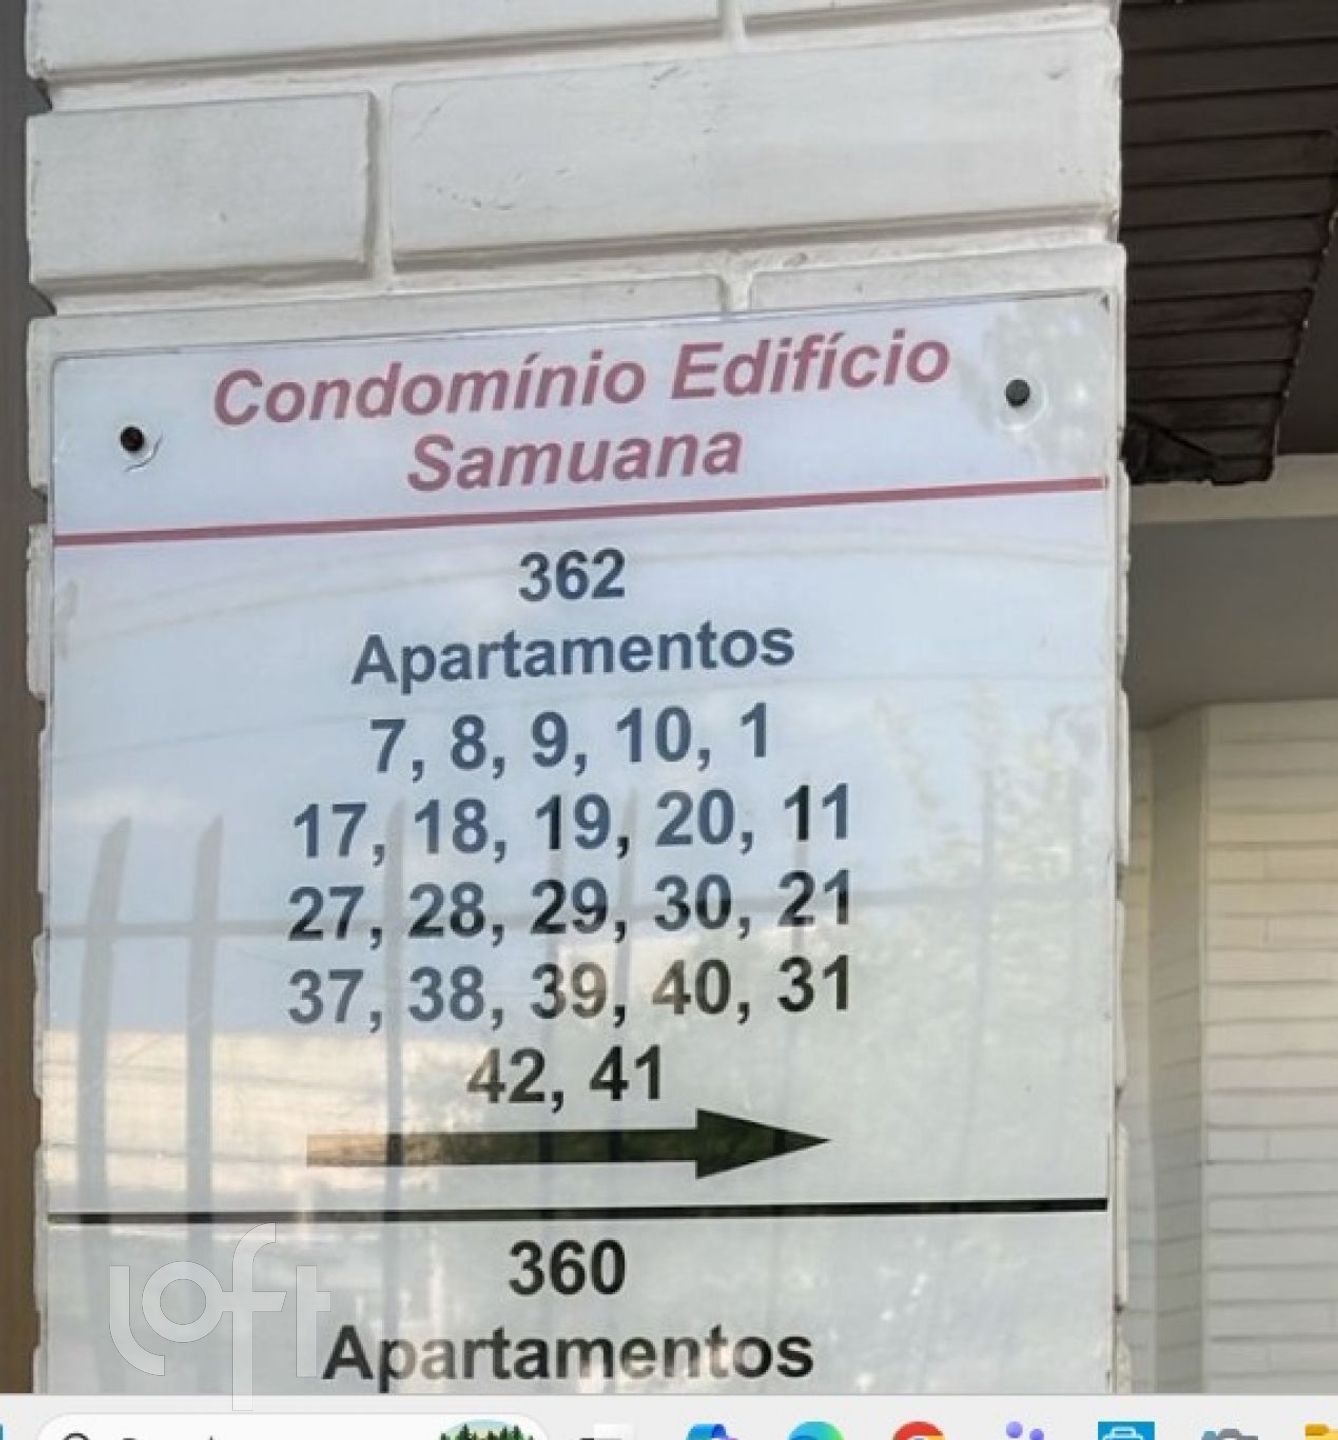 Condomínio Edifício
Samuana
362
Apartamentos
7, 8, 9, 10, 1
17, 18, 19, 20, 11
27, 28, 29, 30, 21
37, 38, 39, 40, 31
42, 41
360
Apartamentos
loft